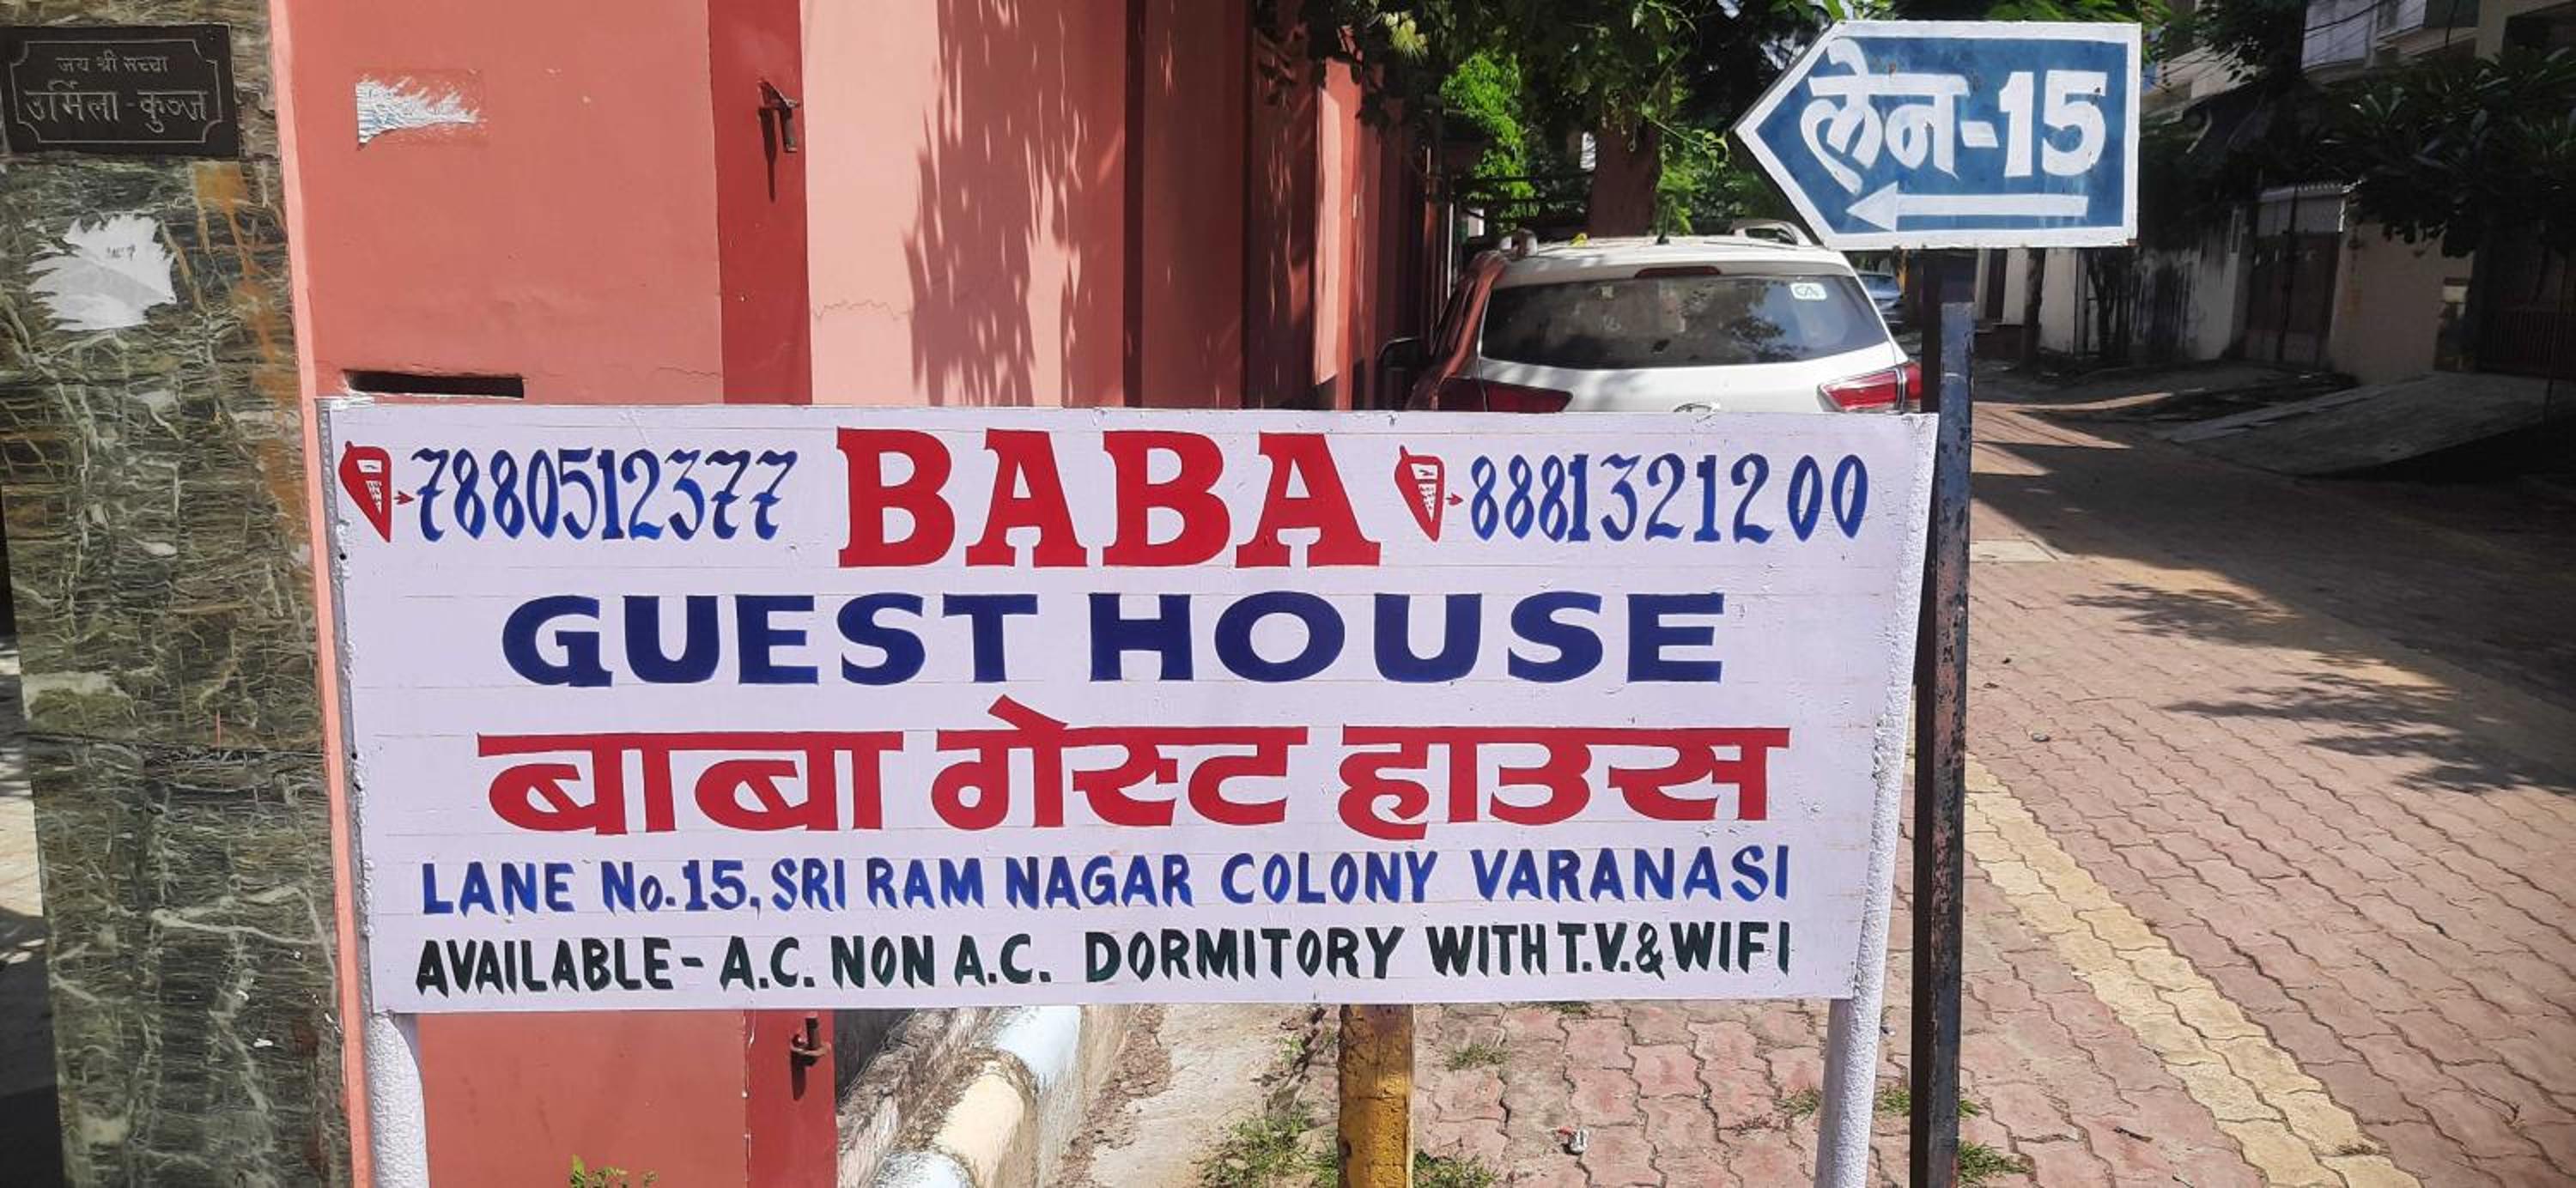 जय श्री सच्चा
उर्मिला-कुञ्ज
लेन-15
7880512377 BABA 8881321200
GUEST HOUSE
बाबा गेस्ट हाउस
LANE No.15, SRI RAM NAGAR COLONY VARANASI
AVAILABLE- A.C. NON A.C. DORMITORY WITH T.V.& WIFI